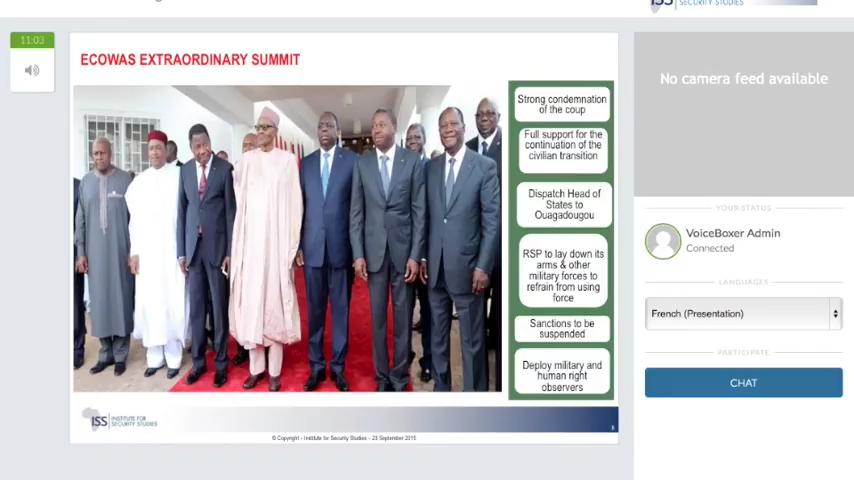 ISS SECURITY STUDIES
11:03
ECOWAS EXTRAORDINARY SUMMIT
Strong condemnation
of the coup
Full support for the
continuation of the
civilian transition
Dispatch Head of
States to
Ouagadougou
RSP to lay down its
arms & other
military forces to
refrain from using
force
Sanctions to be
suspended
Deploy military and
human right
observers
ISS
INSTITUTE FOR
SECURITY STUDIES
8
© Copyright - Institute for Security Studies - 23 September 2015
No camera feed available
YOUR STATUS
VoiceBoxer Admin
Connected
LANGUAGES
French (Presentation)
PARTICIPATE
CHAT